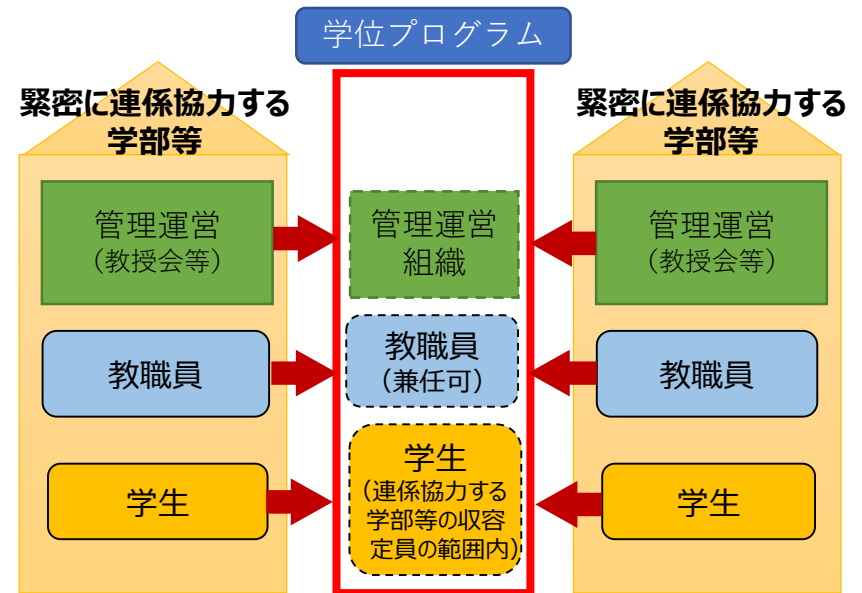 学位プログラム
緊密に連係協力する
学部等
管理運営
（教授会等）
教職員
学生
管理運営
組織
教職員
（兼任可）
学生
（連係協力する
学部等の収容
定員の範囲内）
緊密に連係協力する
学部等
管理運営
（教授会等）
教職員
学生